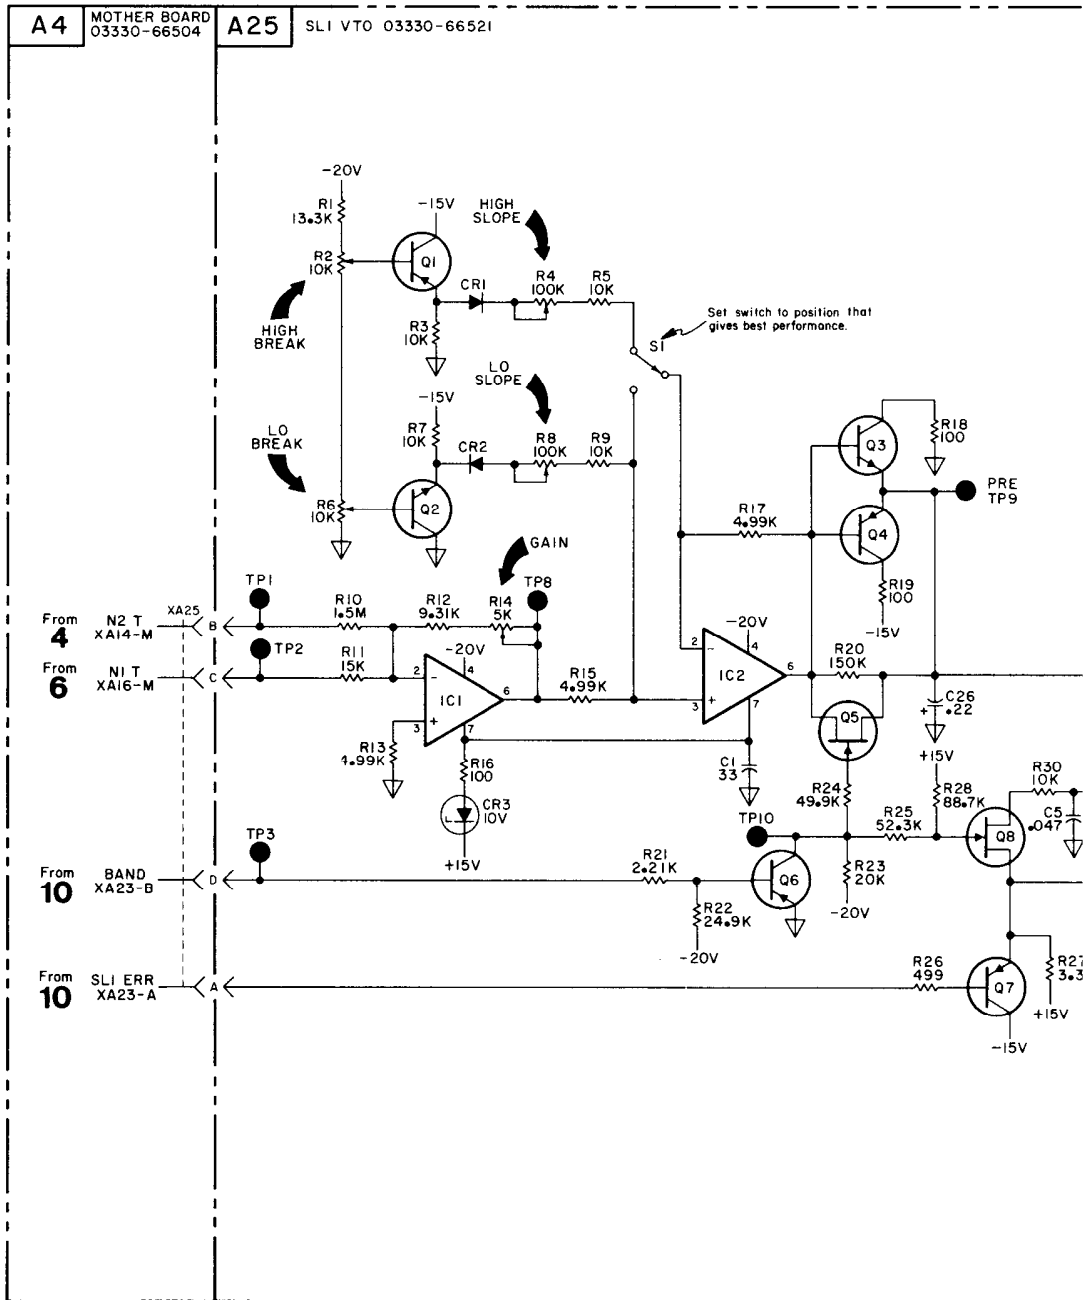 A4
MOTHER BOARD
03330-66504
A25
SLI VTO 03330-66521
-20V
R1
13.3K
-15V
HIGH
SLOPE
R2
10K
Q1
CR1
R4
100K
R5
10K
HIGH
BREAK
R3
10K
Set switch to position that
gives best performance.
S1
LO
SLOPE
-15V
LO
BREAK
R7
10K
CR2
R8
100K
R9
10K
Q3
R18
100
R6
10K
Q2
PRE
TP9
R17
4.99K
Q4
GAIN
TP1
TP8
R19
100
From
4
N2 T
XA14-M
XA25
B
R10
1.5M
R12
9.31K
R14
5K
-15V
From
6
N1 T
XA16-M
C
TP2
R11
15K
-20V
2
4
-
IC1
6
+
3
7
R15
4.99K
-20V
2
4
-
IC2
6
+
3
7
R20
150K
C26
.22
+
Q5
R13
4.99K
R16
100
C1
33
+15V
R30
10K
CR3
10V
R24
49.9K
R28
88.7K
C5
.047
TP3
TP10
R25
52.3K
Q8
+15V
From
10
BAND
XA23-B
D
R21
2.21K
Q6
R23
20K
R22
24.9K
-20V
-20V
From
10
SLI ERR
XA23-A
A
R26
499
Q7
R27
3.3
+15V
-15V